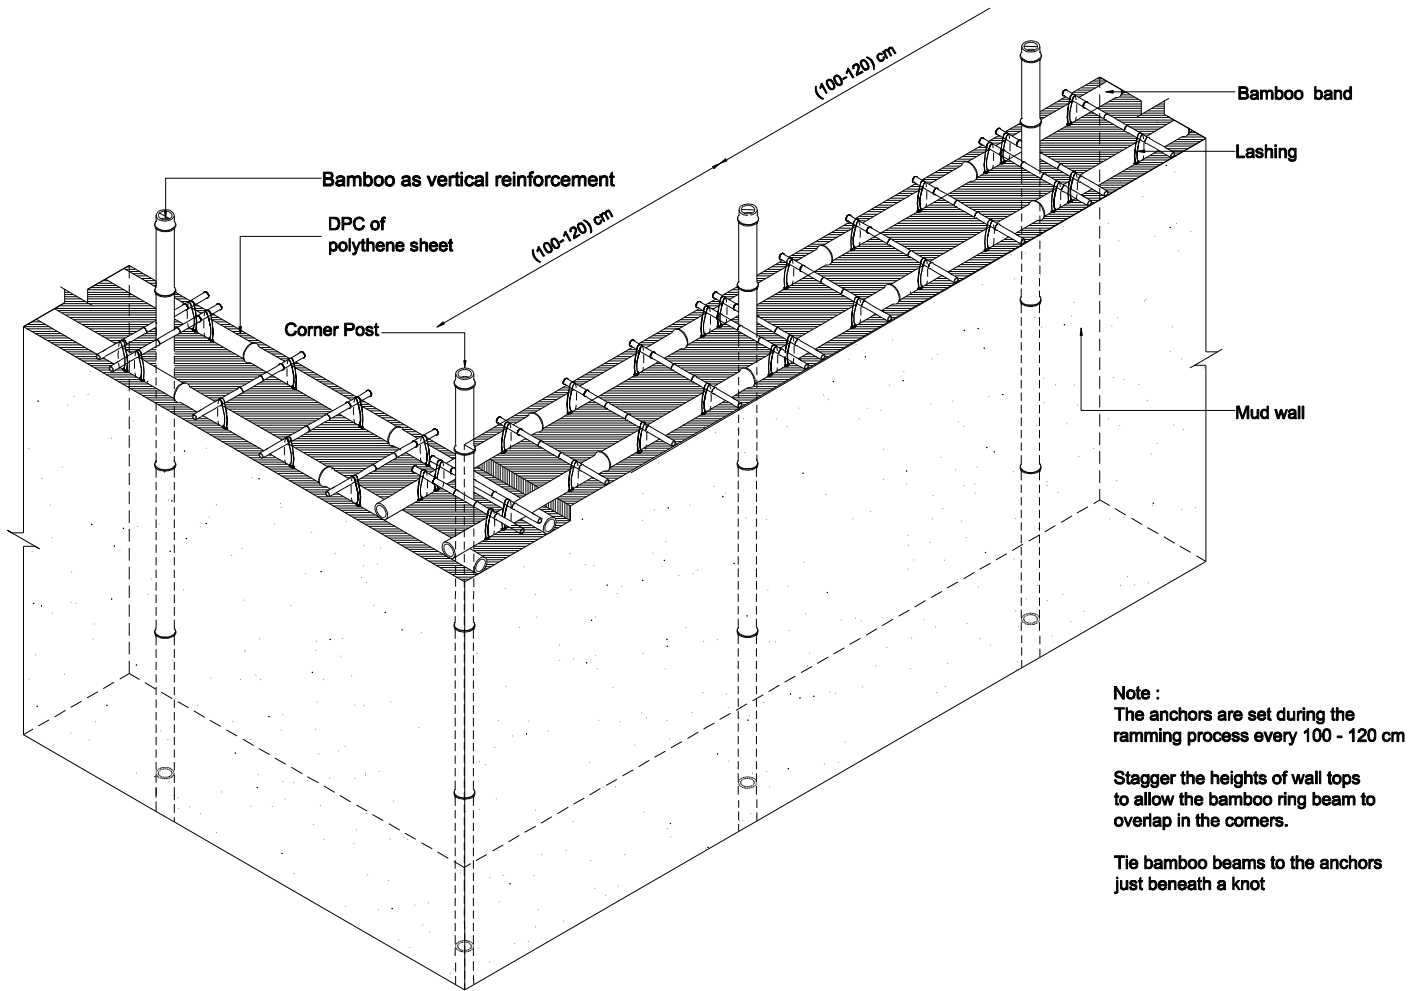 (100-120) cm
Bamboo band
Lashing
Bamboo as vertical reinforcement
DPC of
polythene sheet
(100-120) cm
Corner Post
Mud wall
Note :
The anchors are set during the
ramming process every 100 - 120 cm
Stagger the heights of wall tops
to allow the bamboo ring beam to
overlap in the corners.
Tie bamboo beams to the anchors
just beneath a knot